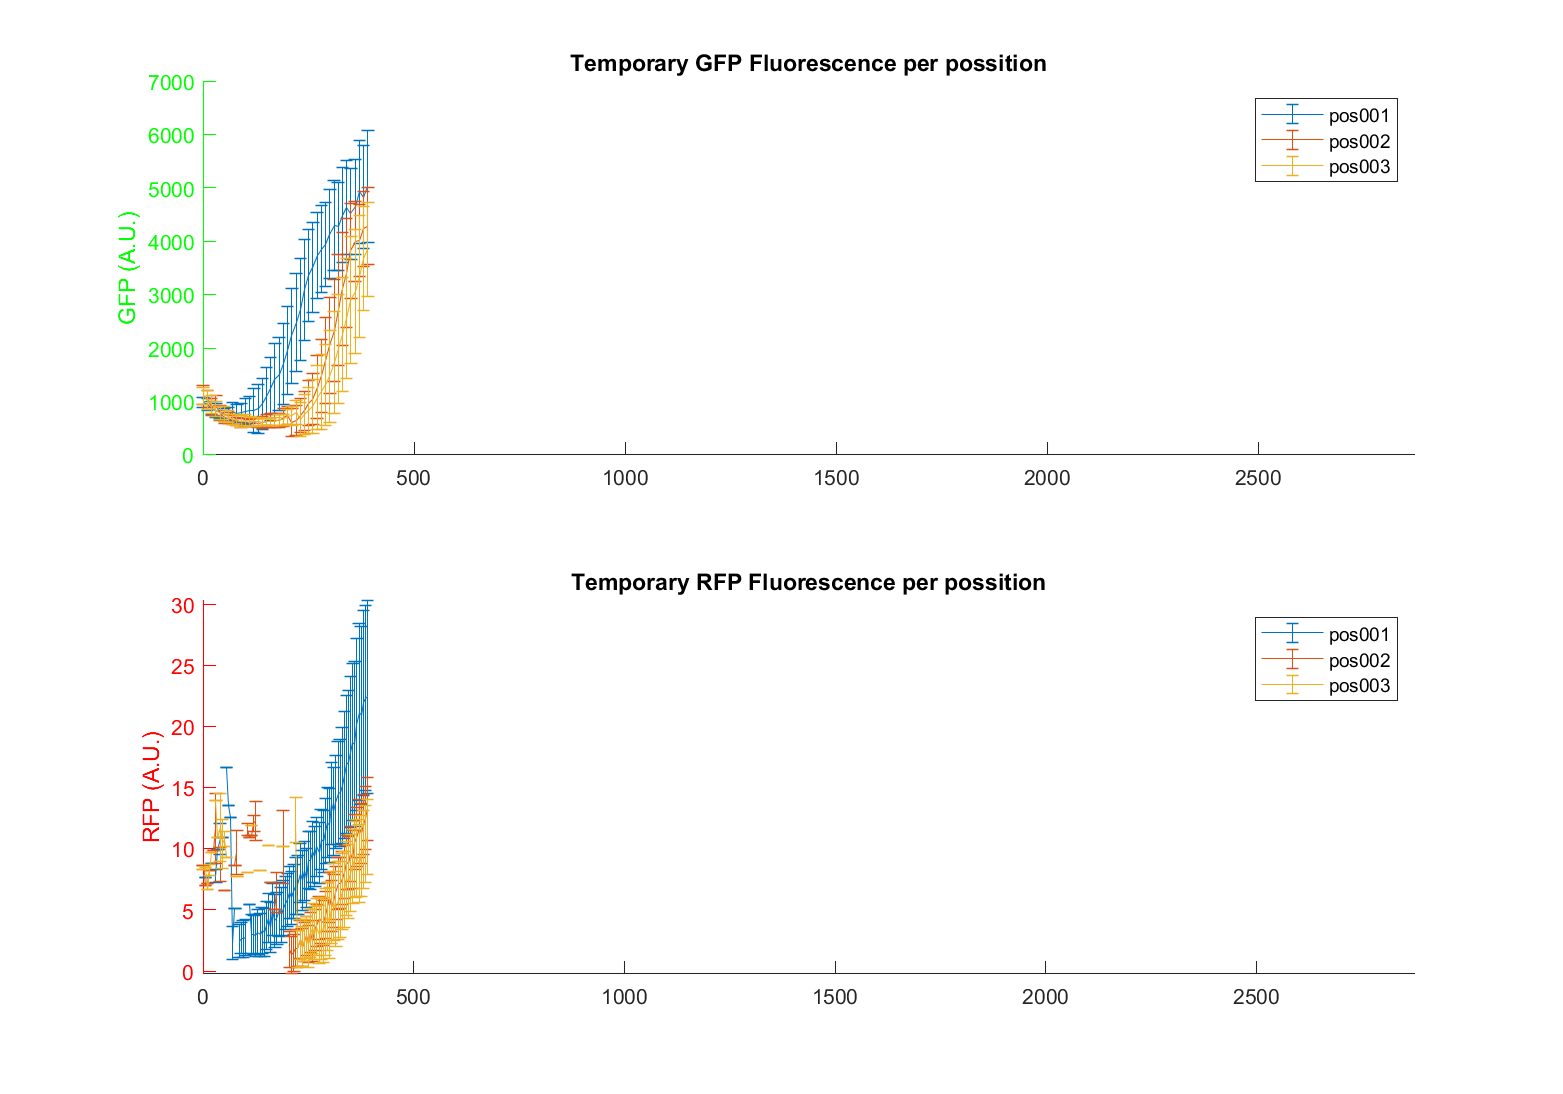 Temporary GFP Fluorescence per possition
7000
6000
5000
4000
3000
2000
1000
0
GFP (A.U.)
0 500 1000 1500 2000 2500
pos001
pos002
pos003
Temporary RFP Fluorescence per possition
30
25
20
15
10
5
0
RFP (A.U.)
0 500 1000 1500 2000 2500
pos001
pos002
pos003